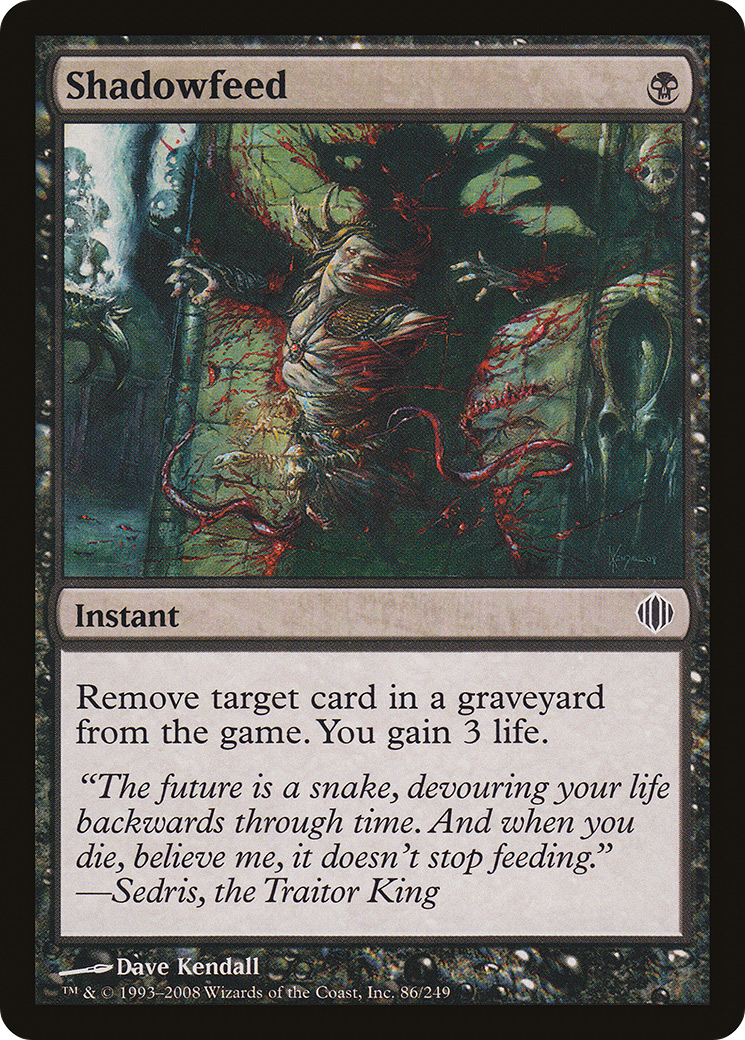 Shadowfeed
Instant
Remove target card in a graveyard
from the game. You gain 3 life.
“The future is a snake, devouring your life
backwards through time. And when you
die, believe me, it doesn’t stop feeding.”
—Sedris, the Traitor King
Dave Kendall
™ & © 1993–2008 Wizards of the Coast, Inc. 86/249